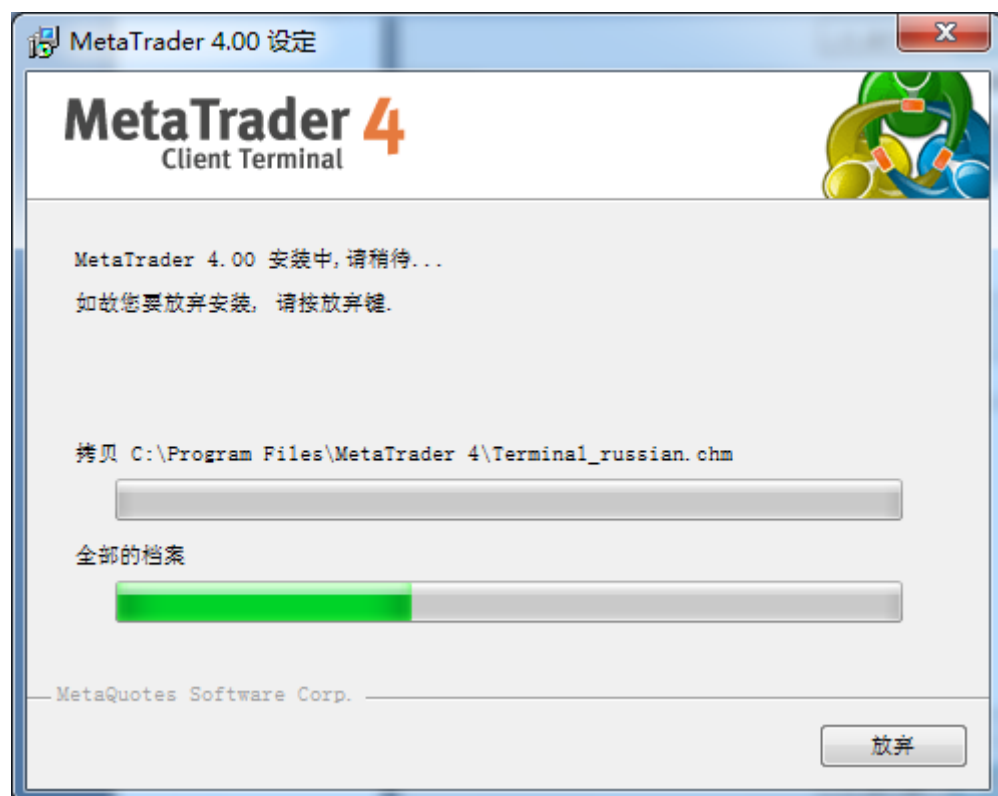 MetaTrader 4.00 设定
MetaTrader 4
Client Terminal
MetaTrader 4.00 安装中,请稍待...
如故您要放弃安装, 请按放弃键.
拷贝 C:\Program Files\MetaTrader 4\Terminal_russian.chm
全部的档案
MetaQuotes Software Corp.
放弃